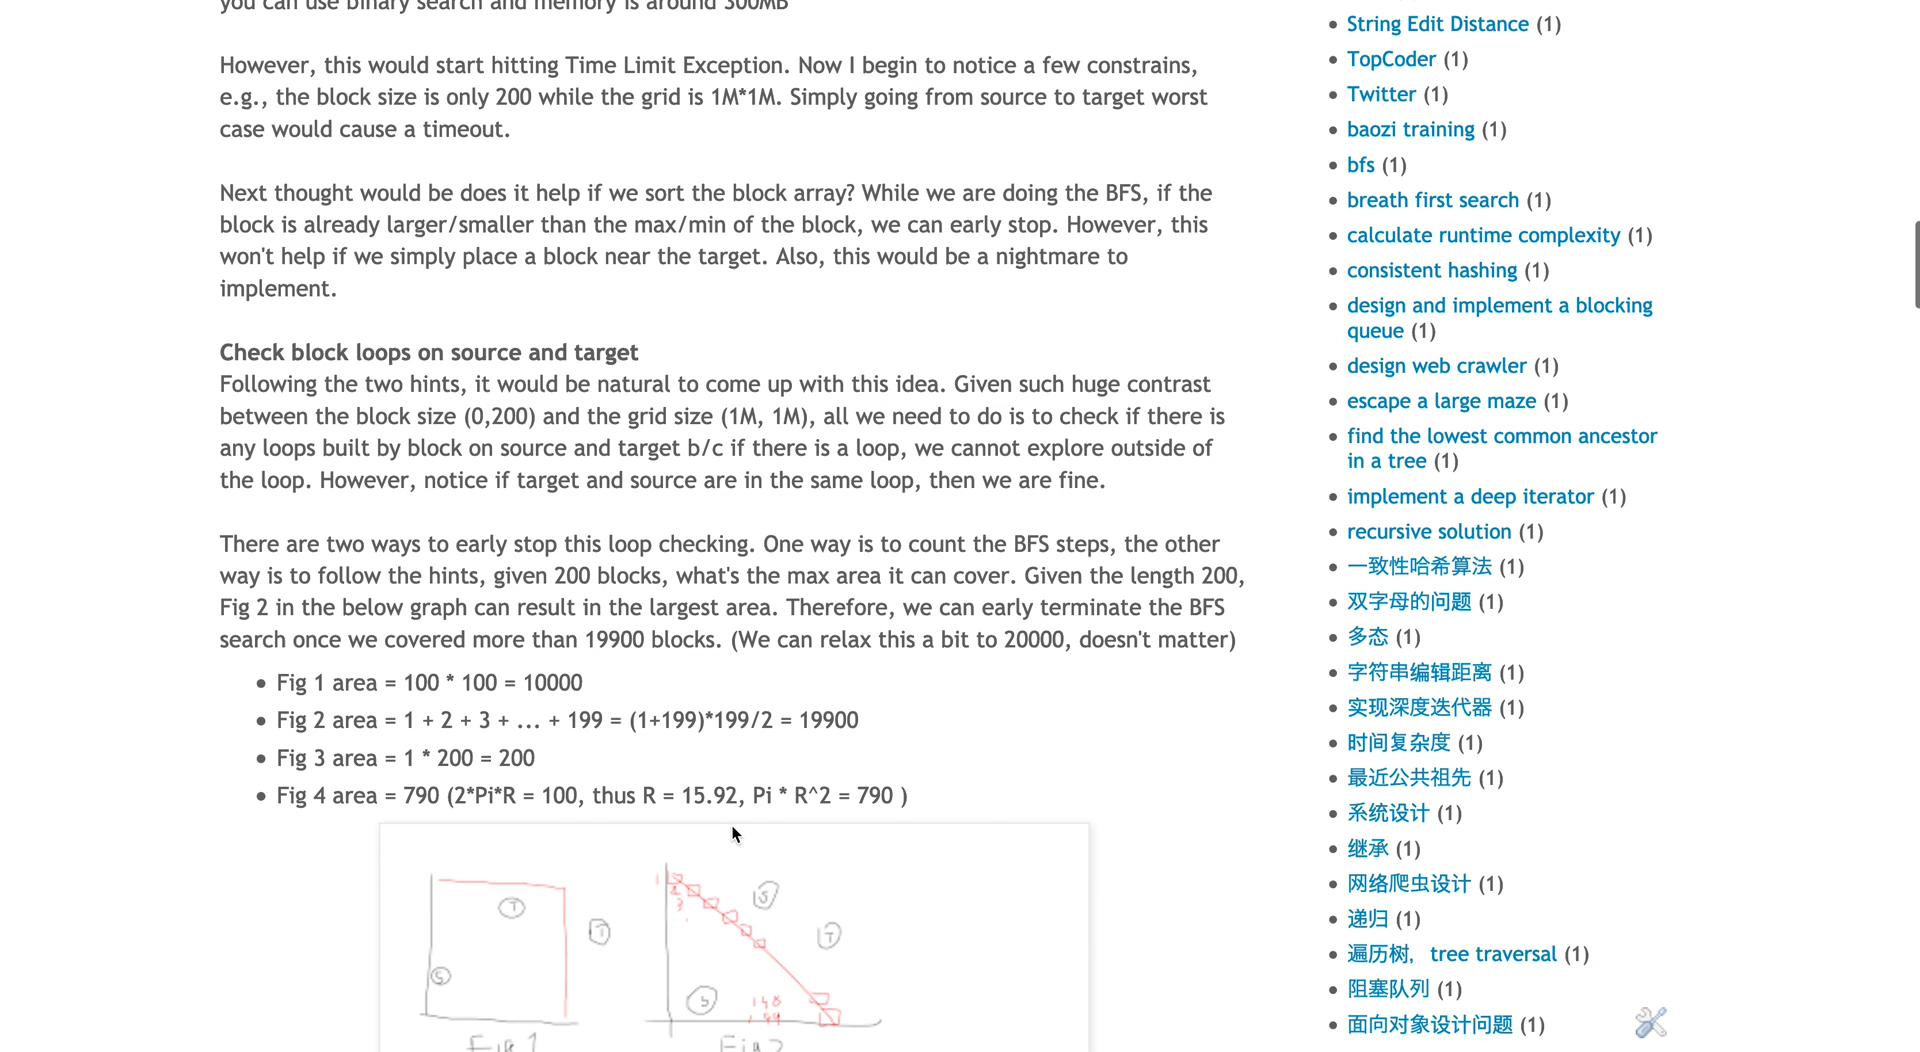 you can use binary search and memory is around 300MB
However, this would start hitting Time Limit Exception. Now I begin to notice a few constrains,
e.g., the block size is only 200 while the grid is 1M*1M. Simply going from source to target worst
case would cause a timeout.
Next thought would be does it help if we sort the block array? While we are doing the BFS, if the
block is already larger/smaller than the max/min of the block, we can early stop. However, this
won't help if we simply place a block near the target. Also, this would be a nightmare to
implement.
Check block loops on source and target
Following the two hints, it would be natural to come up with this idea. Given such huge contrast
between the block size (0,200) and the grid size (1M, 1M), all we need to do is to check if there is
any loops built by block on source and target b/c if there is a loop, we cannot explore outside of
the loop. However, notice if target and source are in the same loop, then we are fine.
There are two ways to early stop this loop checking. One way is to count the BFS steps, the other
way is to follow the hints, given 200 blocks, what's the max area it can cover. Given the length 200,
Fig 2 in the below graph can result in the largest area. Therefore, we can early terminate the BFS
search once we covered more than 19900 blocks. (We can relax this a bit to 20000, doesn't matter)
• Fig 1 area = 100 * 100 = 10000
• Fig 2 area = 1 + 2 + 3 + ... + 199 = (1+199)*199/2 = 19900
• Fig 3 area = 1 * 200 = 200
• Fig 4 area = 790 (2*Pi*R = 100, thus R = 15.92, Pi * R^2 = 790 )
Fig 1
Fig 2
• String Edit Distance (1)
• TopCoder (1)
• Twitter (1)
• baozi training (1)
• bfs (1)
• breath first search (1)
• calculate runtime complexity (1)
• consistent hashing (1)
• design and implement a blocking
queue (1)
• design web crawler (1)
• escape a large maze (1)
• find the lowest common ancestor
in a tree (1)
• implement a deep iterator (1)
• recursive solution (1)
• 一致性哈希算法 (1)
• 双字母的问题 (1)
• 多态 (1)
• 字符串编辑距离 (1)
• 实现深度迭代器 (1)
• 时间复杂度 (1)
• 最近公共祖先 (1)
• 系统设计 (1)
• 继承 (1)
• 网络爬虫设计 (1)
• 递归 (1)
• 遍历树，tree traversal (1)
• 阻塞队列 (1)
• 面向对象设计问题 (1)